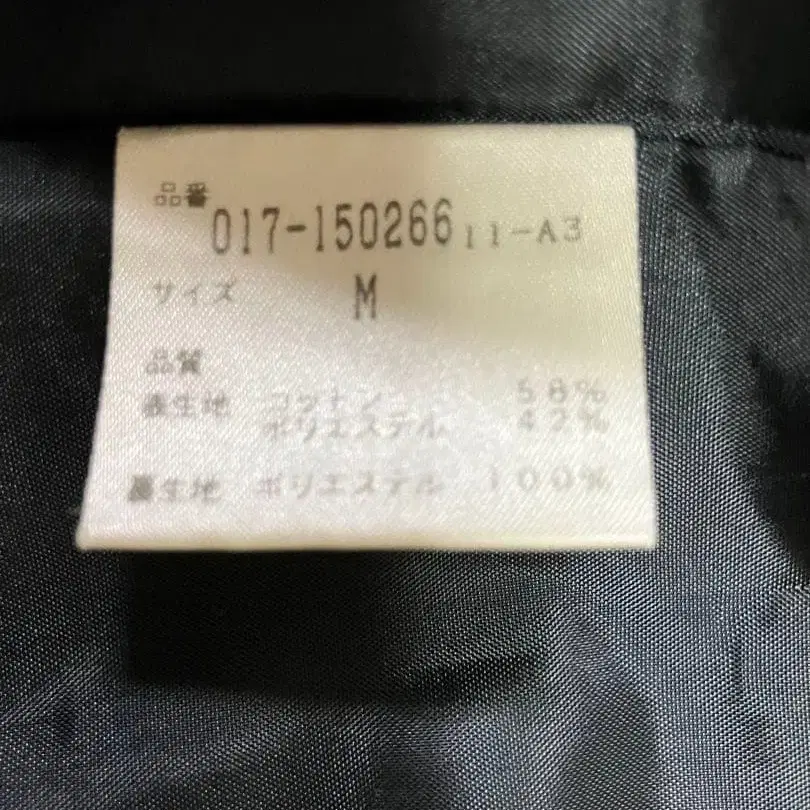 品番 017-150266 11-A3
サイズ M
品質
表生地 コットン 58%
ポリエステル 42%
裏生地 ポリエステル 100%